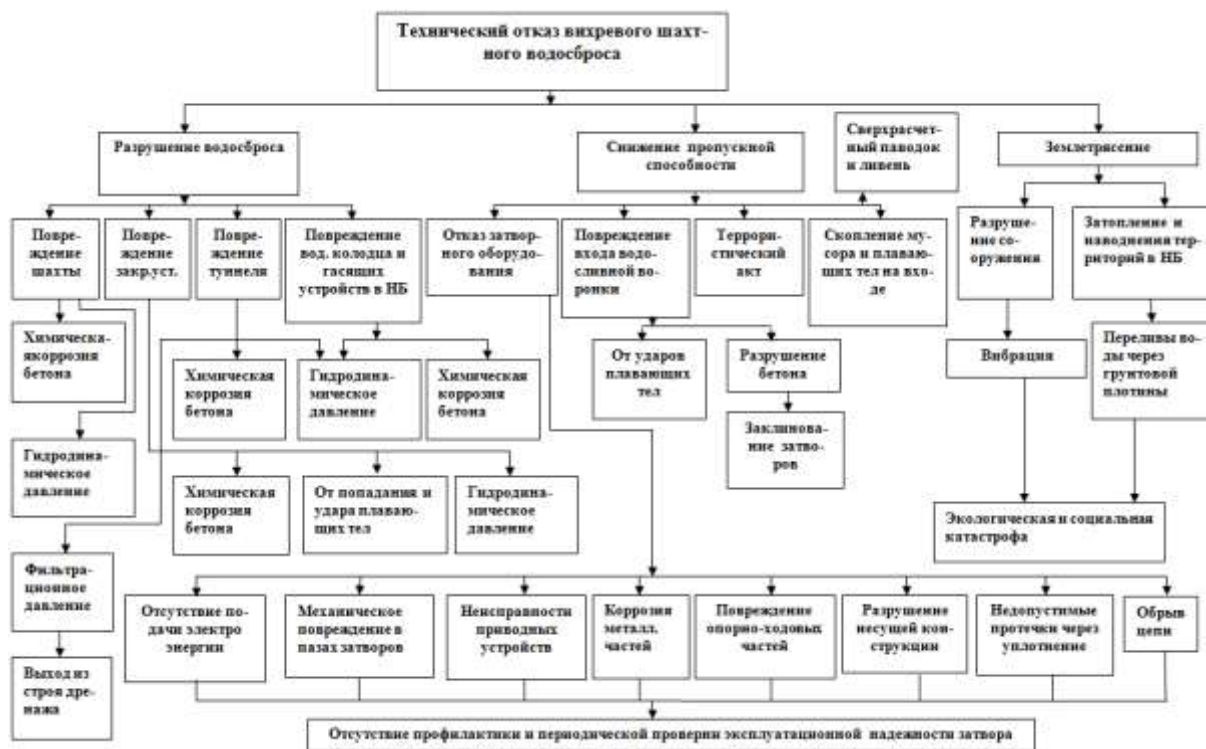 Технический отказ вихревого шахт-
ного водосброса
Разрушение водосброса
Снижение пропускной
способности
Сверхрасчет-
ный паводок
и ливень
Землетрясение
Повре-
ждение
шахты
Повре-
ждение
закр.уст.
Повре-
ждение
туннеля
Повреждение
вод. колодца и
гасящих
устройств в НБ
Отказ затвор-
ного оборудо-
вания
Повреждение
входа водо-
сливной во-
ронки
Террори-
стический
акт
Скопление му-
сора и плаваю-
щих тел на вхо-
де
Разруше-
ние со-
оружения
Затопление и
наводнения тер-
риторий в НБ
Химическа-
якоррозия
бетона
Химическая
коррозия
бетона
Гидродина-
мическое
давление
Химическая
коррозия
бетона
От ударов
плавающих
тел
Разрушение
бетона
Вибрация
Переливы во-
ды через
грунтовой
плотины
Заклинова-
ние затво-
ров
Гидродина-
мическое
давление
Химическая
коррозия
бетона
От попадания и
удара плаваю-
щих тел
Гидродина-
мическое
давление
Экологическая и социальная
катастрофа
Фильтра-
ционное
давление
Отсутствие по-
дачи электро
энергии
Механическое
повреждение в
пазах затворов
Неисправности
приводных
устройств
Коррозия
металл.
частей
Повреждение
опорно-ходовых
частей
Разрушение
несущей кон-
струкции
Недопустимые
протечки через
уплотнение
Обрыв
цепи
Выход из
строя дре-
нажа
Отсутствие профилактики и периодической проверни эксплуатационной надежности затвора